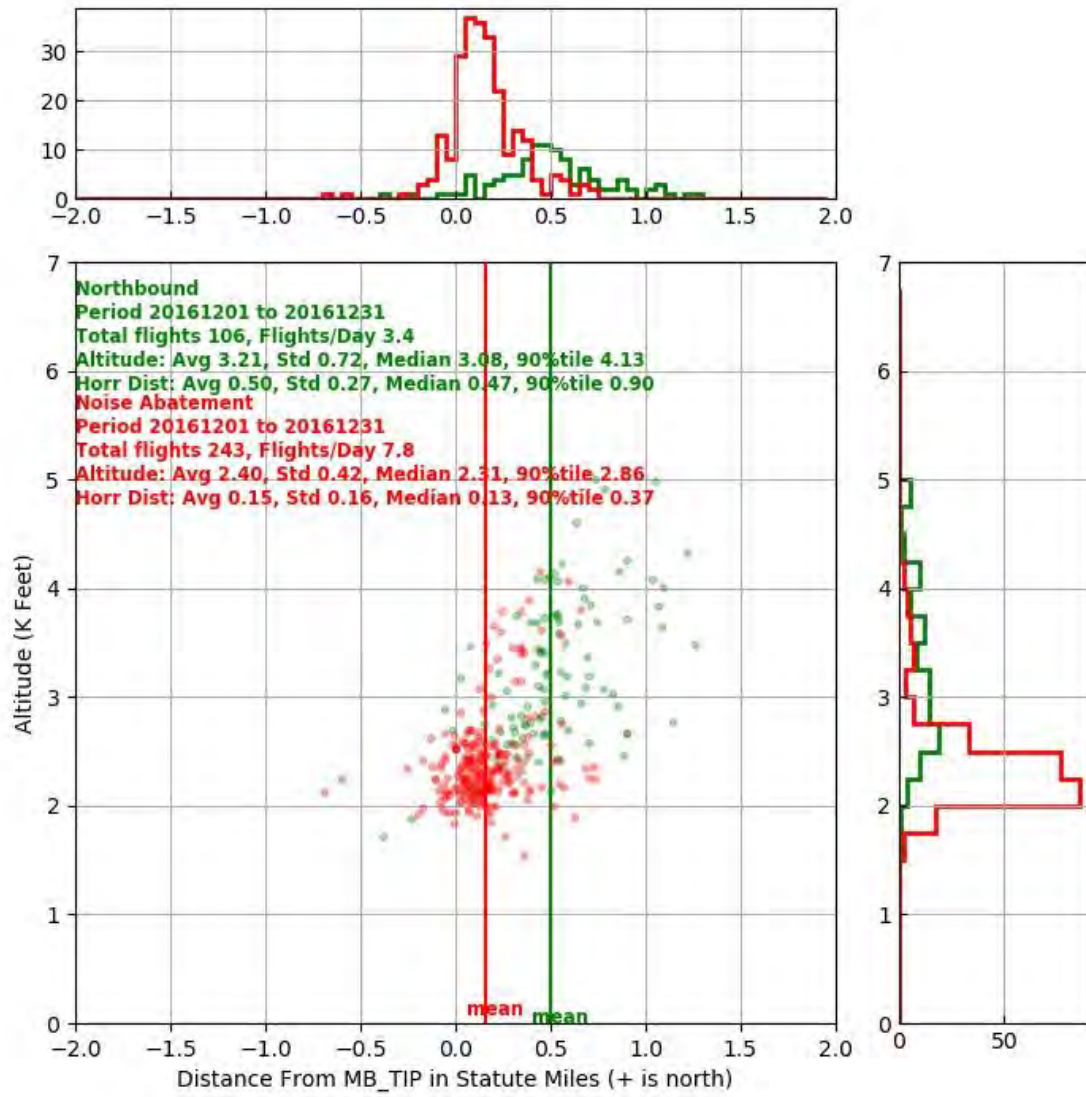 30
20
10
0
−2.0 −1.5 −1.0 −0.5 0.0 0.5 1.0 1.5 2.0
7
6
5
4
3
2
1
0
Altitude (K Feet)
Northbound
Period 20161201 to 20161231
Total flights 106, Flights/Day 3.4
Altitude: Avg 3.21, Std 0.72, Median 3.08, 90%tile 4.13
Horr Dist: Avg 0.50, Std 0.27, Median 0.47, 90%tile 0.90
Noise Abatement
Period 20161201 to 20161231
Total flights 243, Flights/Day 7.8
Altitude: Avg 2.40, Std 0.42, Median 2.31, 90%tile 2.86
Horr Dist: Avg 0.15, Std 0.16, Median 0.13, 90%tile 0.37
mean
mean
−2.0 −1.5 −1.0 −0.5 0.0 0.5 1.0 1.5 2.0
Distance From MB_TIP in Statute Miles (+ is north)
7
6
5
4
3
2
1
0
0 50